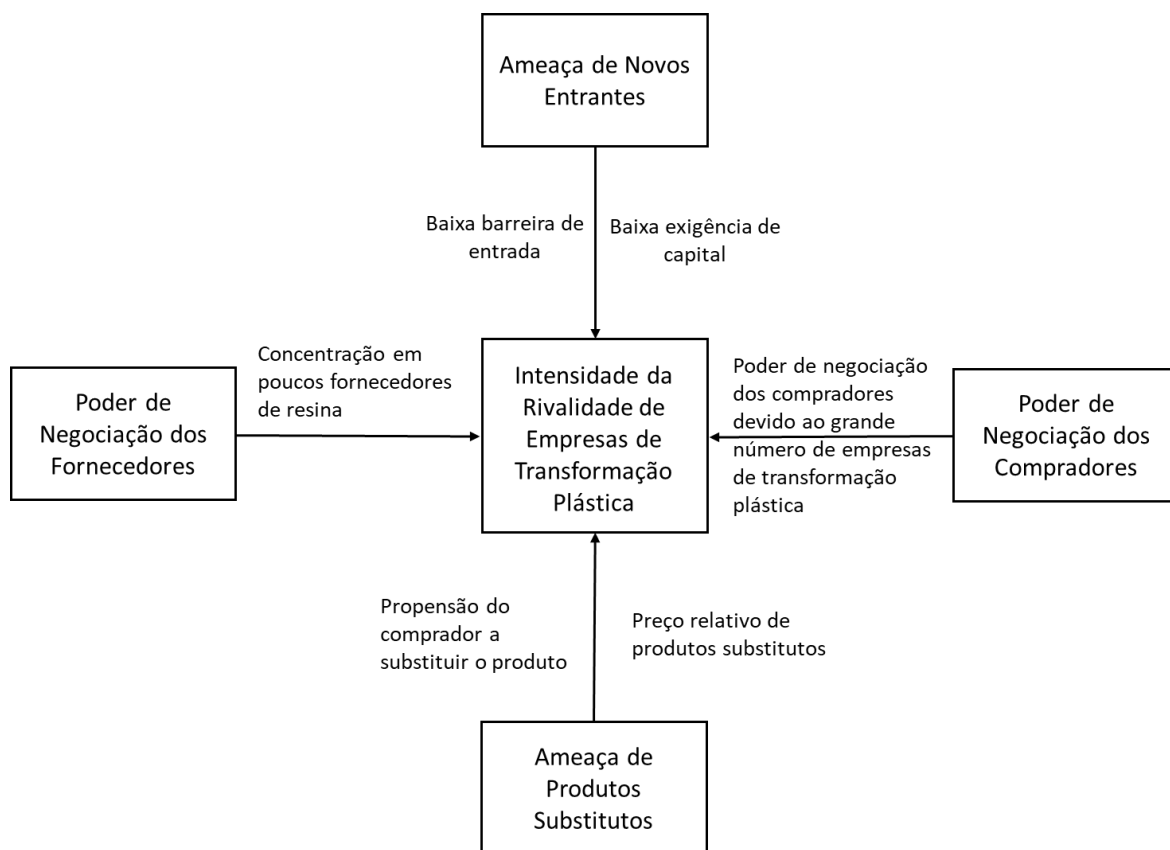 Ameaça de Novos
Entrantes
Baixa barreira de
entrada
Baixa exigência de
capital
Concentração em
poucos fornecedores
de resina
Poder de
Negociação dos
Fornecedores
Intensidade da
Rivalidade de
Empresas de
Transformação
Plástica
Poder de negociação
dos compradores
devido ao grande
número de empresas
de transformação
plástica
Poder de
Negociação dos
Compradores
Propensão do
comprador a
substituir o produto
Preço relativo de
produtos substitutos
Ameaça de
Produtos
Substitutos